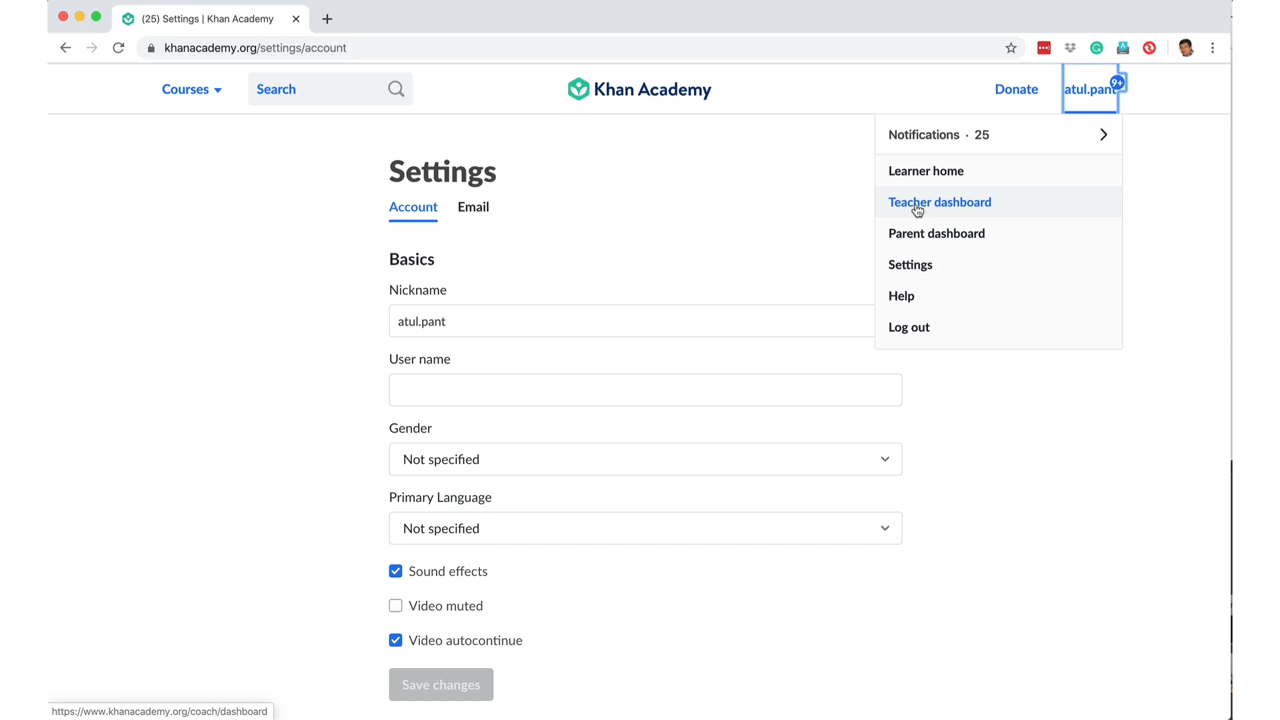 (25) Settings | Khan Academy
khanacademy.org/settings/account
Courses
Search
Khan Academy
Donate
atul.pant
9+
Notifications · 25
Learner home
Teacher dashboard
Parent dashboard
Settings
Help
Log out
Settings
Account
Email
Basics
Nickname
atul.pant
User name
Gender
Not specified
Primary Language
Not specified
Sound effects
Video muted
Video autocontinue
Save changes
https://www.khanacademy.org/coach/dashboard